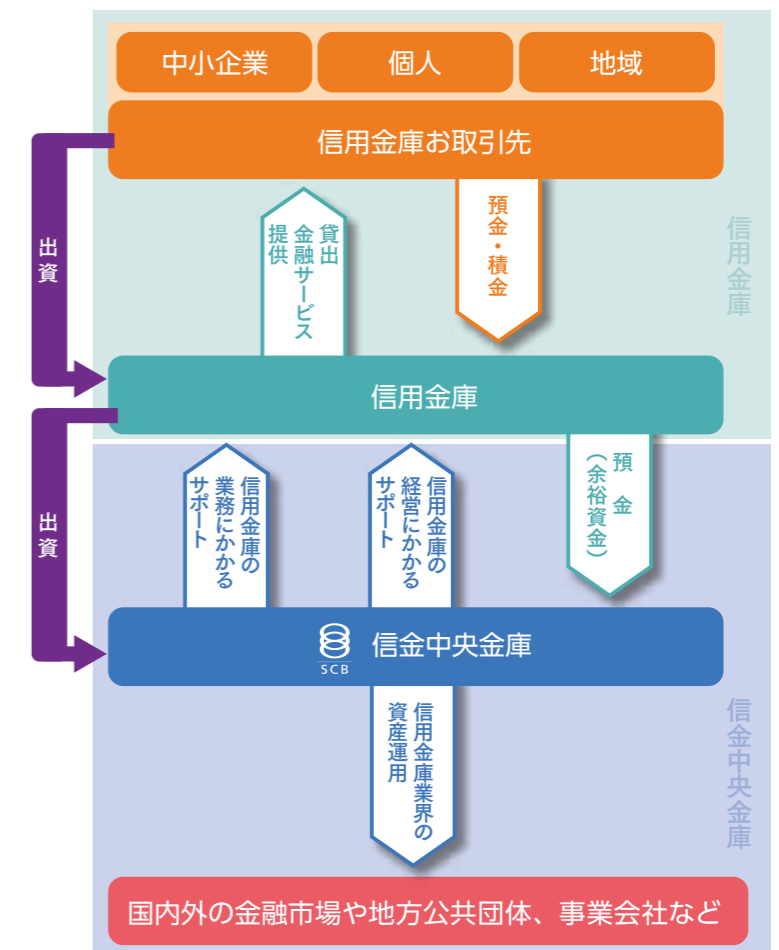 中小企業
個人
地域
信用金庫お取引先
出資
貸出
金融サービス
提供
預金・積金
信用金庫
信用金庫
出資
信用金庫の
業務にかかる
サポート
信用金庫の
経営にかかる
サポート
預金
（余裕資金）
SCB
信金中央金庫
信用金庫業界の
資産運用
信金中央金庫
国内外の金融市場や地方公共団体、事業会社など